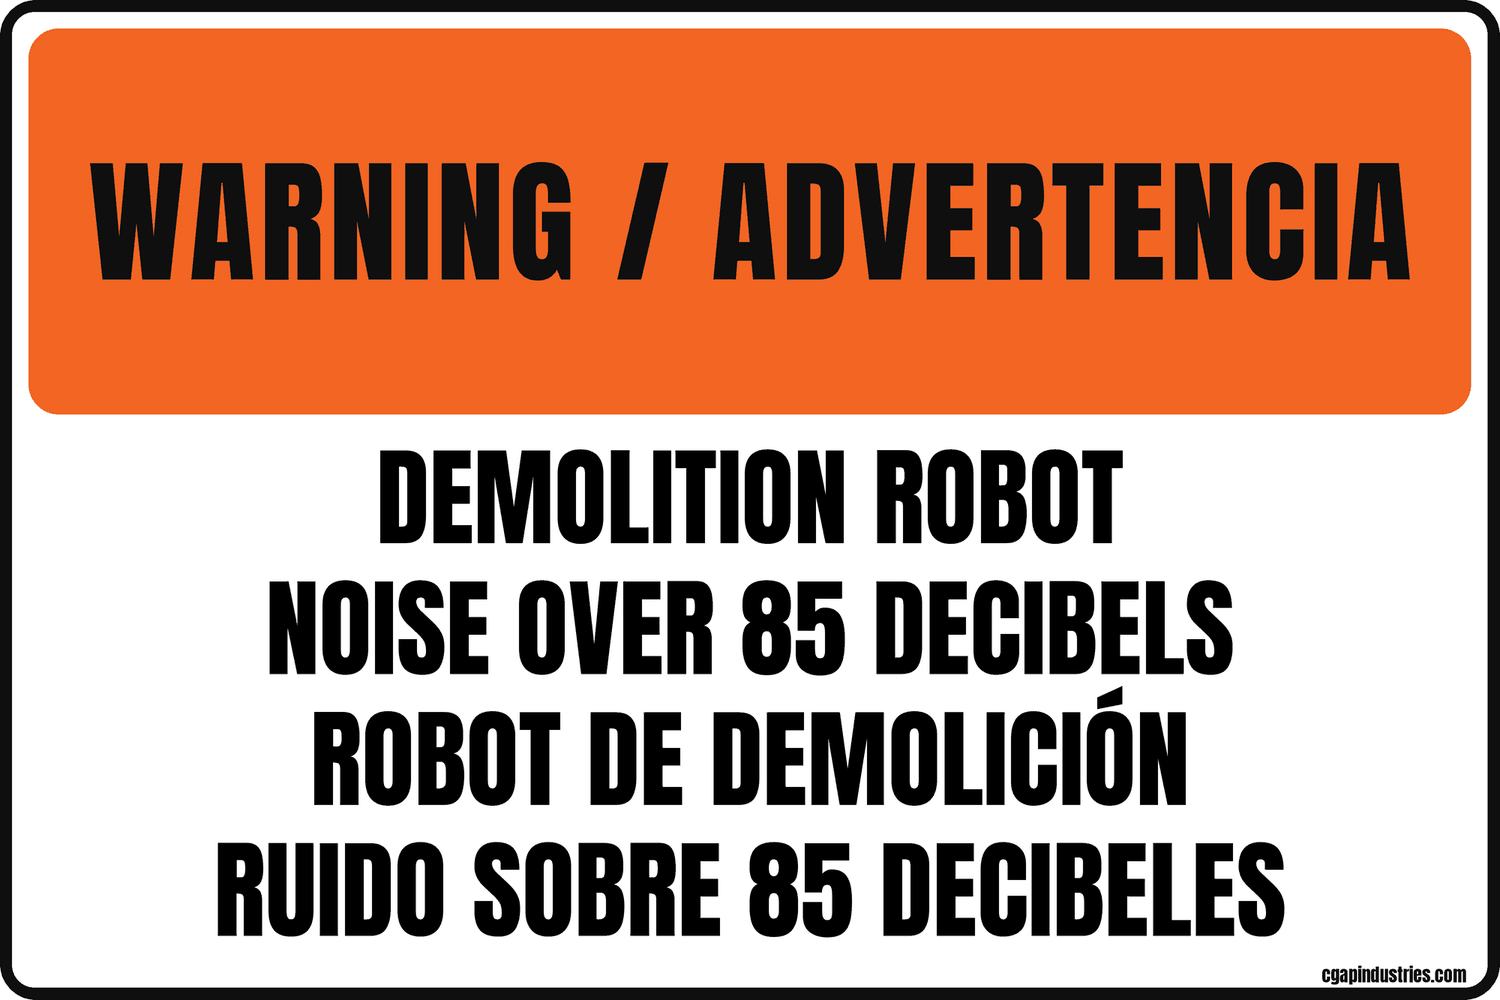 WARNING / ADVERTENCIA
DEMOLITION ROBOT
NOISE OVER 85 DECIBELS
ROBOT DE DEMOLICIÓN
RUIDO SOBRE 85 DECIBELES
cgapindustries.com